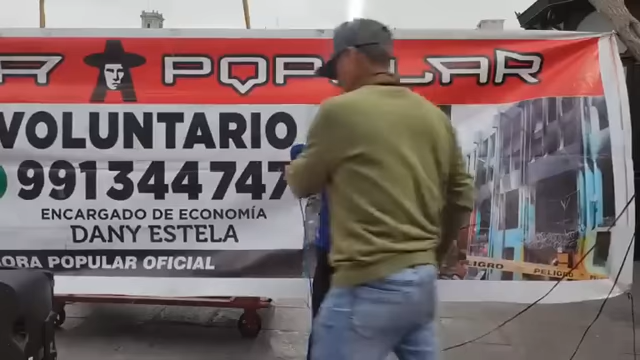 POPULAR
VOLUNTARIO
991344747
ENCARGADO DE ECONOMÍA
DANY ESTELA
ORA POPULAR OFICIAL
PELIGRO